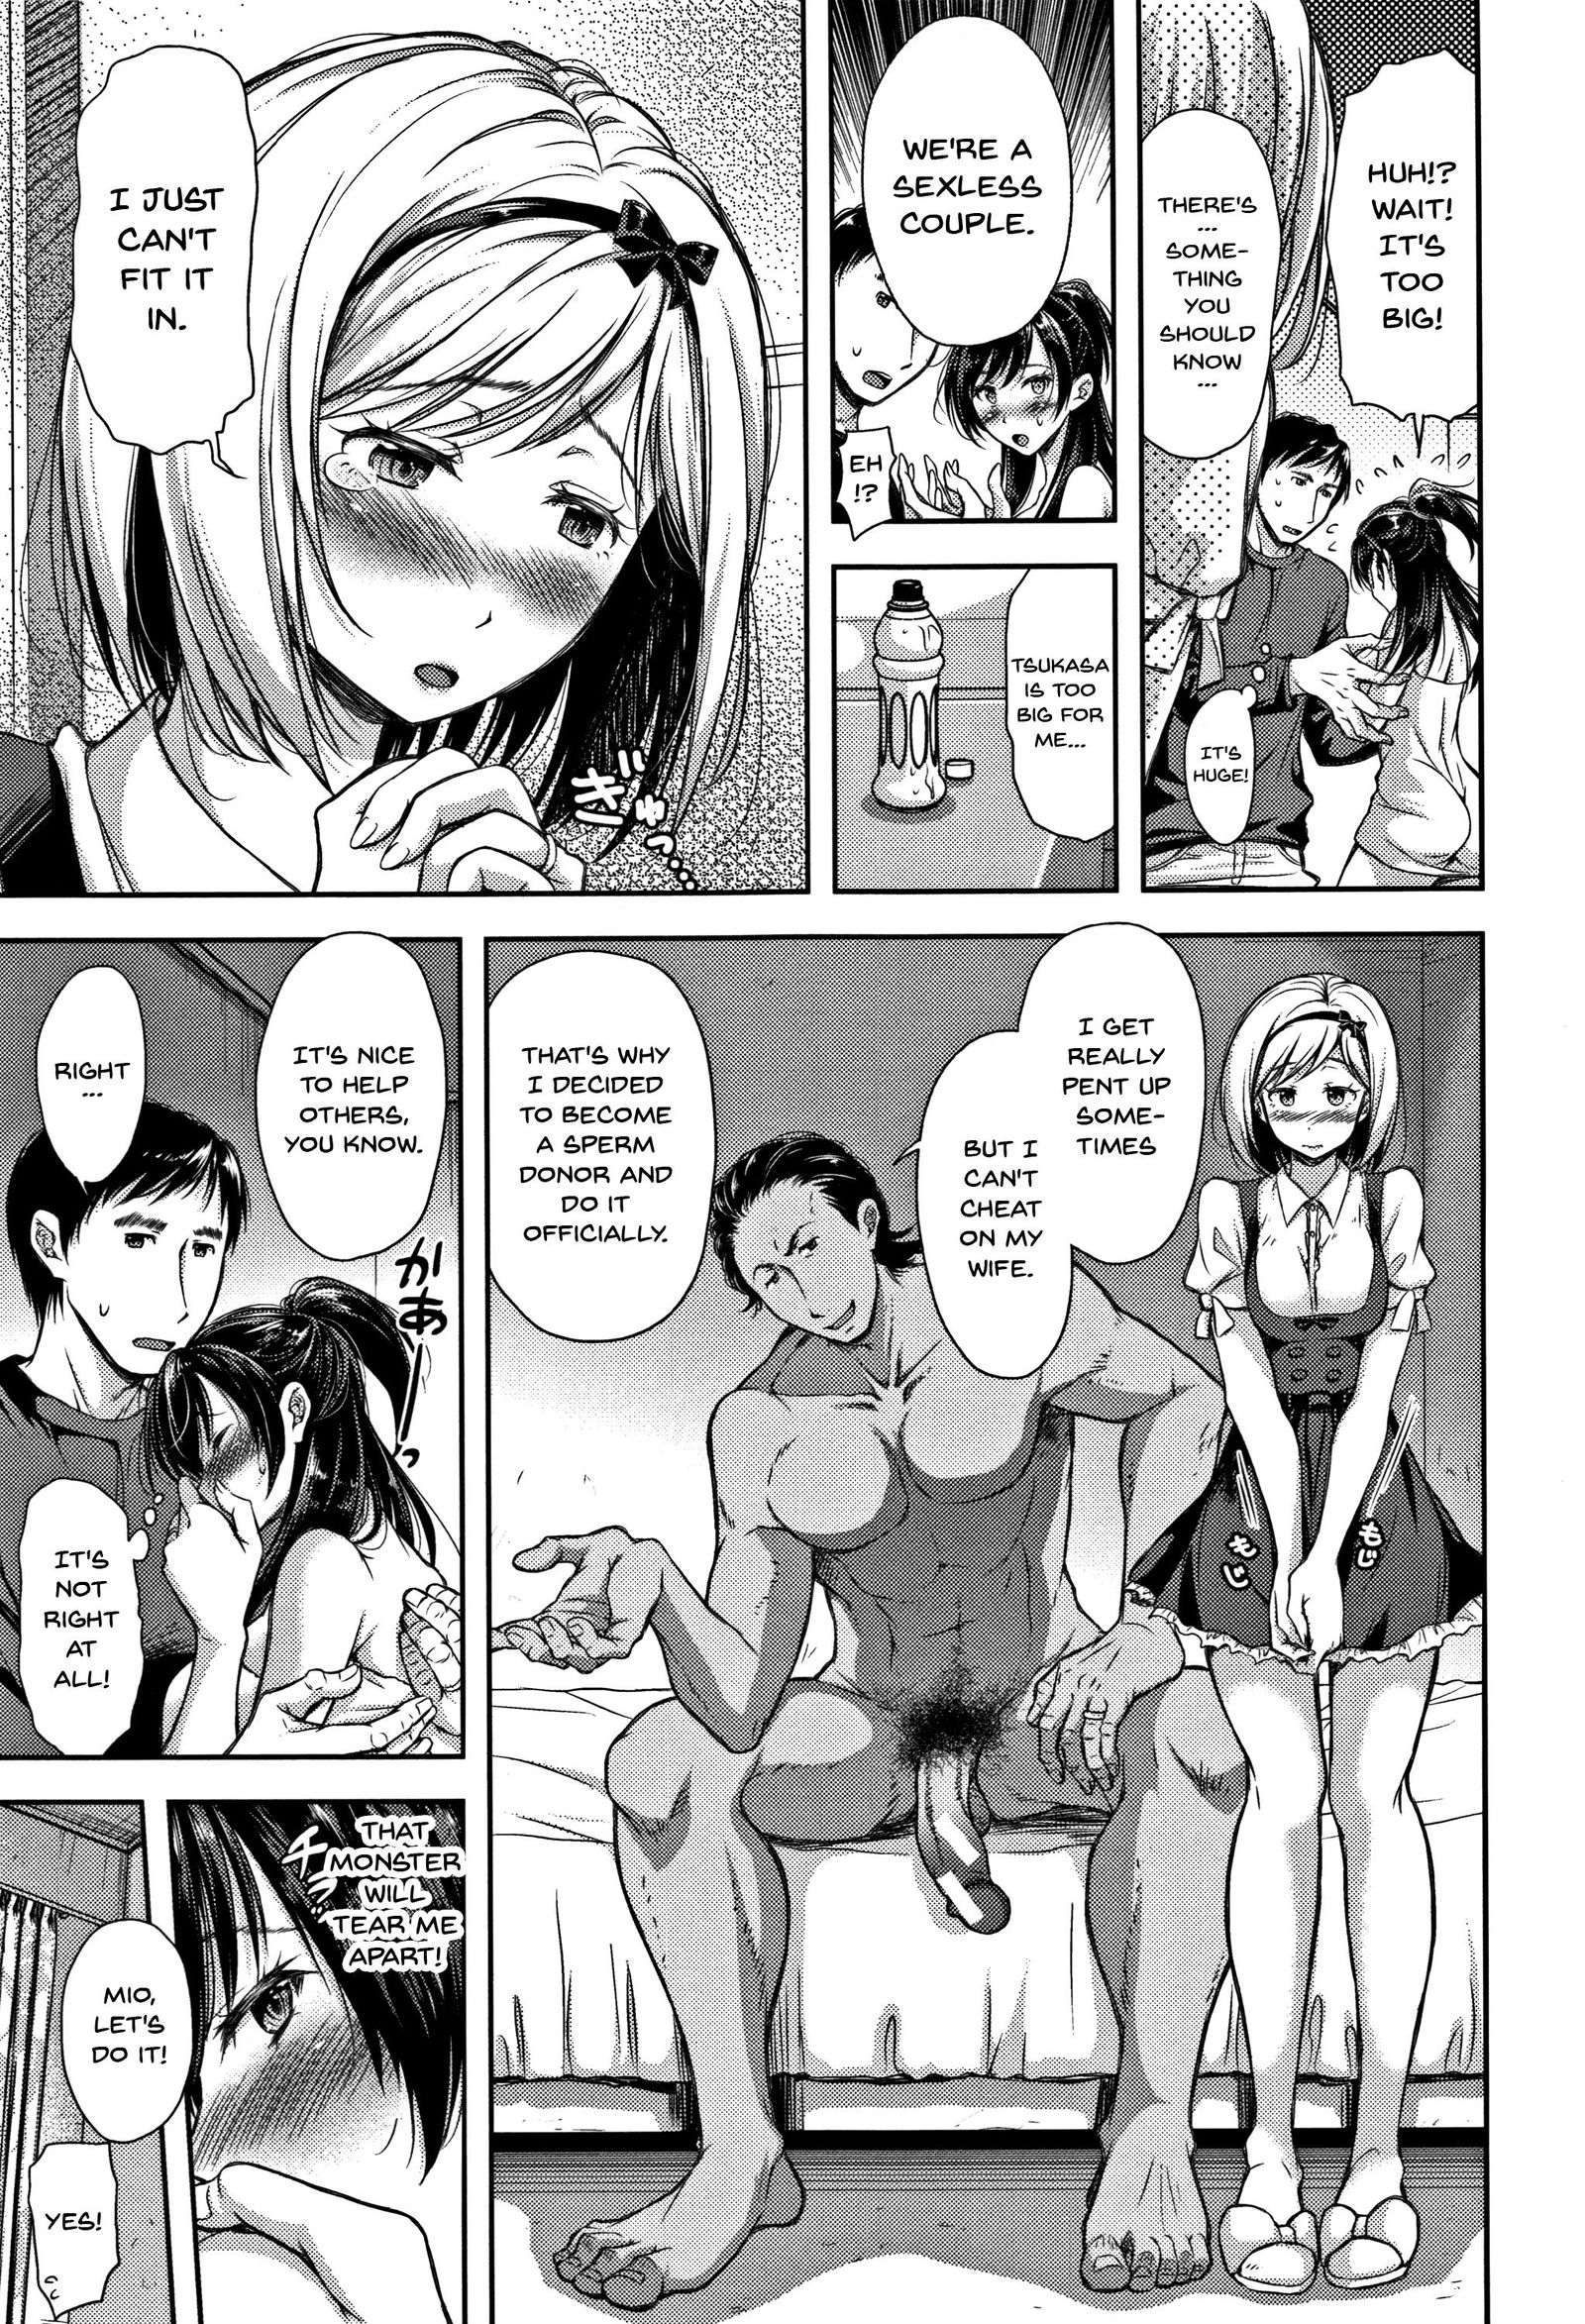 HUH!?
WAIT!
IT'S
TOO
BIG!
THERE'S
...
SOME-
THING
YOU
SHOULD
KNOW
...
IT'S
HUGE!
WE'RE A
SEXLESS
COUPLE.
EH
!?
TSUKASA
IS TOO
BIG FOR
ME...
I JUST
CAN'T
FIT IT
IN.
ぎゅっ……
I GET
REALLY
PENT UP
SOME-
TIMES
BUT I
CAN'T
CHEAT
ON MY
WIFE.
THAT'S WHY
I DECIDED
TO BECOME
A SPERM
DONOR AND
DO IT
OFFICIALLY.
もじ
もじ
IT'S NICE
TO HELP
OTHERS,
YOU KNOW.
RIGHT
...
かあーっ
IT'S
NOT
RIGHT
AT
ALL!
THAT
MONSTER
WILL
TEAR ME
APART!
チラ
MIO,
LET'S
DO IT!
YES!